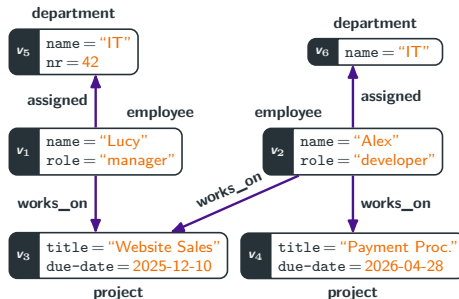 department
v5
name = "IT"
nr = 42
department
v6
name = "IT"
assigned
assigned
employee
v1
name = "Lucy"
role = "manager"
employee
v2
name = "Alex"
role = "developer"
works_on
works_on
works_on
v3
title = "Website Sales"
due-date = 2025-12-10
project
v4
title = "Payment Proc."
due-date = 2026-04-28
project